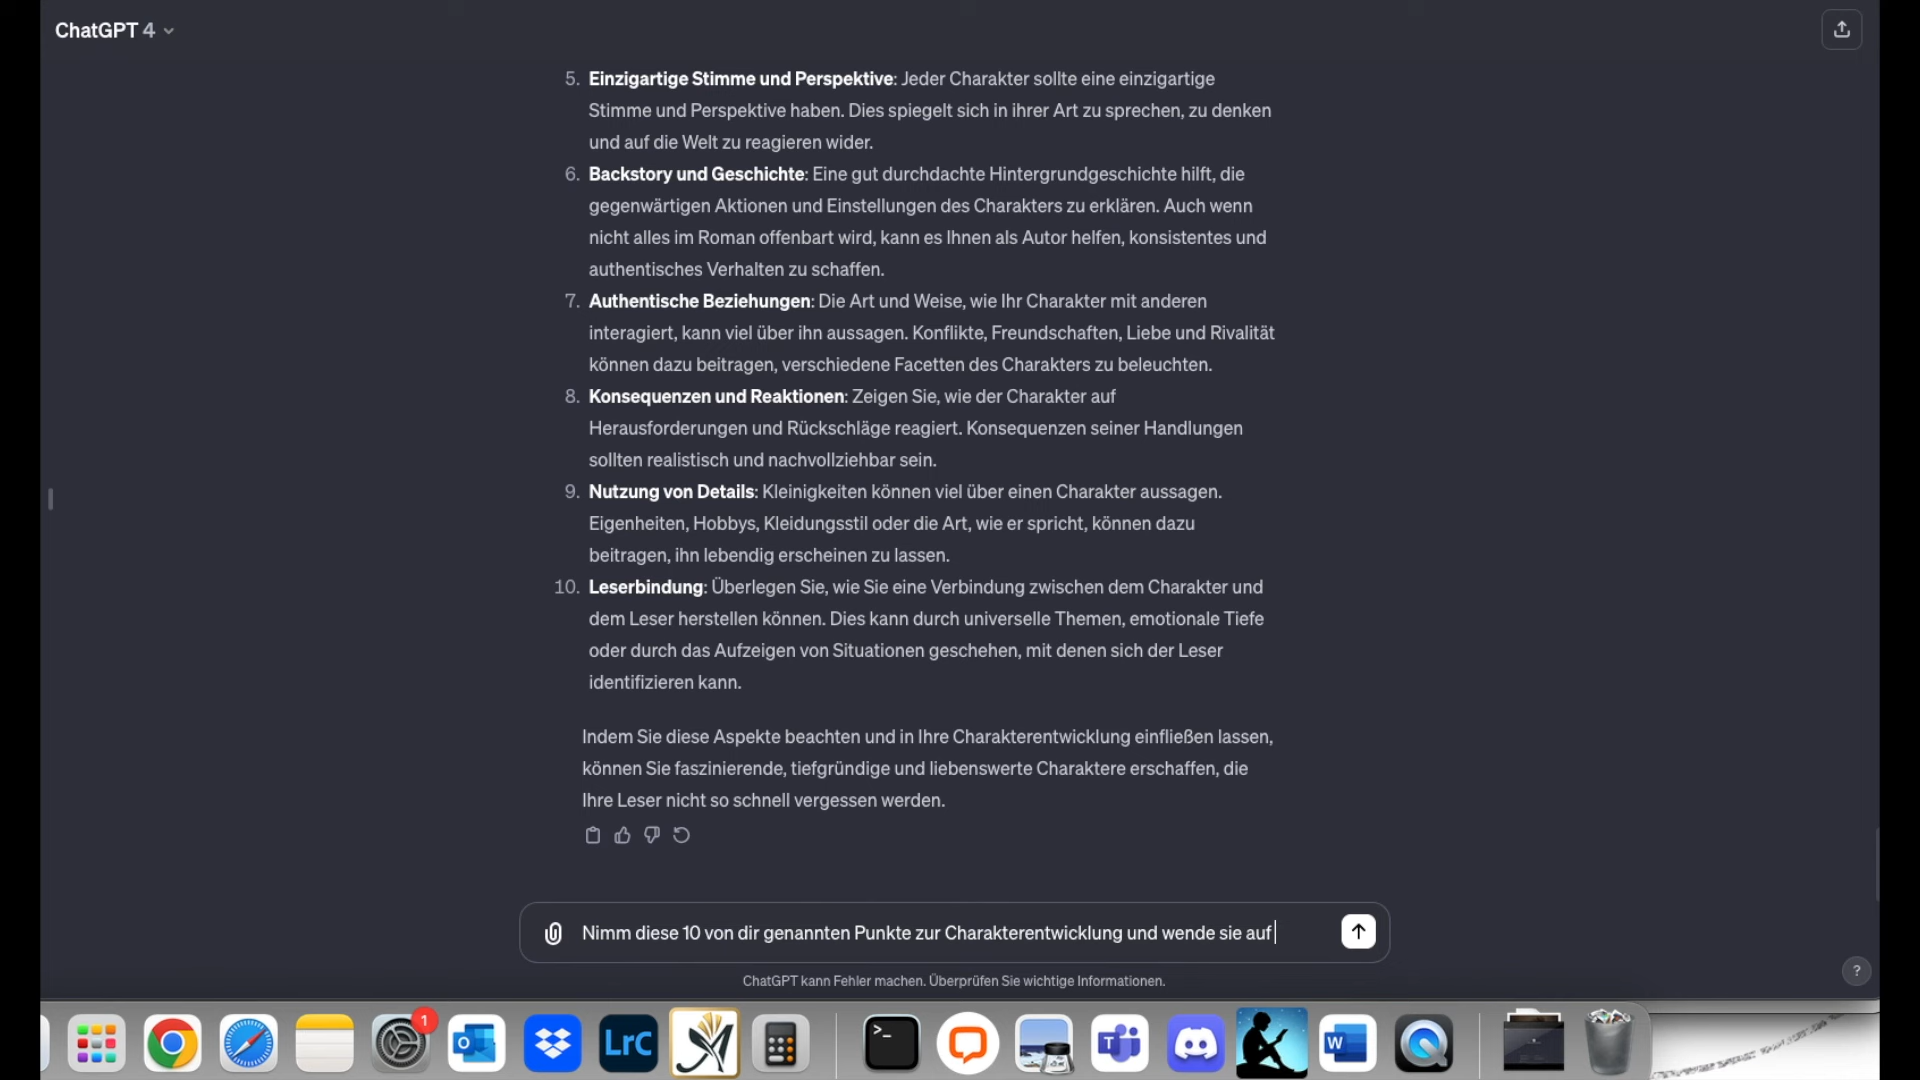 ChatGPT 4
5. Einzigartige Stimme und Perspektive: Jeder Charakter sollte eine einzigartige
Stimme und Perspektive haben. Dies spiegelt sich in ihrer Art zu sprechen, zu denken
und auf die Welt zu reagieren wider.
6. Backstory und Geschichte: Eine gut durchdachte Hintergrundgeschichte hilft, die
gegenwärtigen Aktionen und Einstellungen des Charakters zu erklären. Auch wenn
nicht alles im Roman offenbart wird, kann es Ihnen als Autor helfen, konsistentes und
authentisches Verhalten zu schaffen.
7. Authentische Beziehungen: Die Art und Weise, wie Ihr Charakter mit anderen
interagiert, kann viel über ihn aussagen. Konflikte, Freundschaften, Liebe und Rivalität
können dazu beitragen, verschiedene Facetten des Charakters zu beleuchten.
8. Konsequenzen und Reaktionen: Zeigen Sie, wie der Charakter auf
Herausforderungen und Rückschläge reagiert. Konsequenzen seiner Handlungen
sollten realistisch und nachvollziehbar sein.
9. Nutzung von Details: Kleinigkeiten können viel über einen Charakter aussagen.
Eigenheiten, Hobbys, Kleidungsstil oder die Art, wie er spricht, können dazu
beitragen, ihn lebendig erscheinen zu lassen.
10. Leserbindung: Überlegen Sie, wie Sie eine Verbindung zwischen dem Charakter und
dem Leser herstellen können. Dies kann durch universelle Themen, emotionale Tiefe
oder durch das Aufzeigen von Situationen geschehen, mit denen sich der Leser
identifizieren kann.
Indem Sie diese Aspekte beachten und in Ihre Charakterentwicklung einfließen lassen,
können Sie faszinierende, tiefgründige und liebenswerte Charaktere erschaffen, die
Ihre Leser nicht so schnell vergessen werden.
Nimm diese 10 von dir genannten Punkte zur Charakterentwicklung und wende sie auf
ChatGPT kann Fehler machen. Überprüfen Sie wichtige Informationen.
?
1
LrC